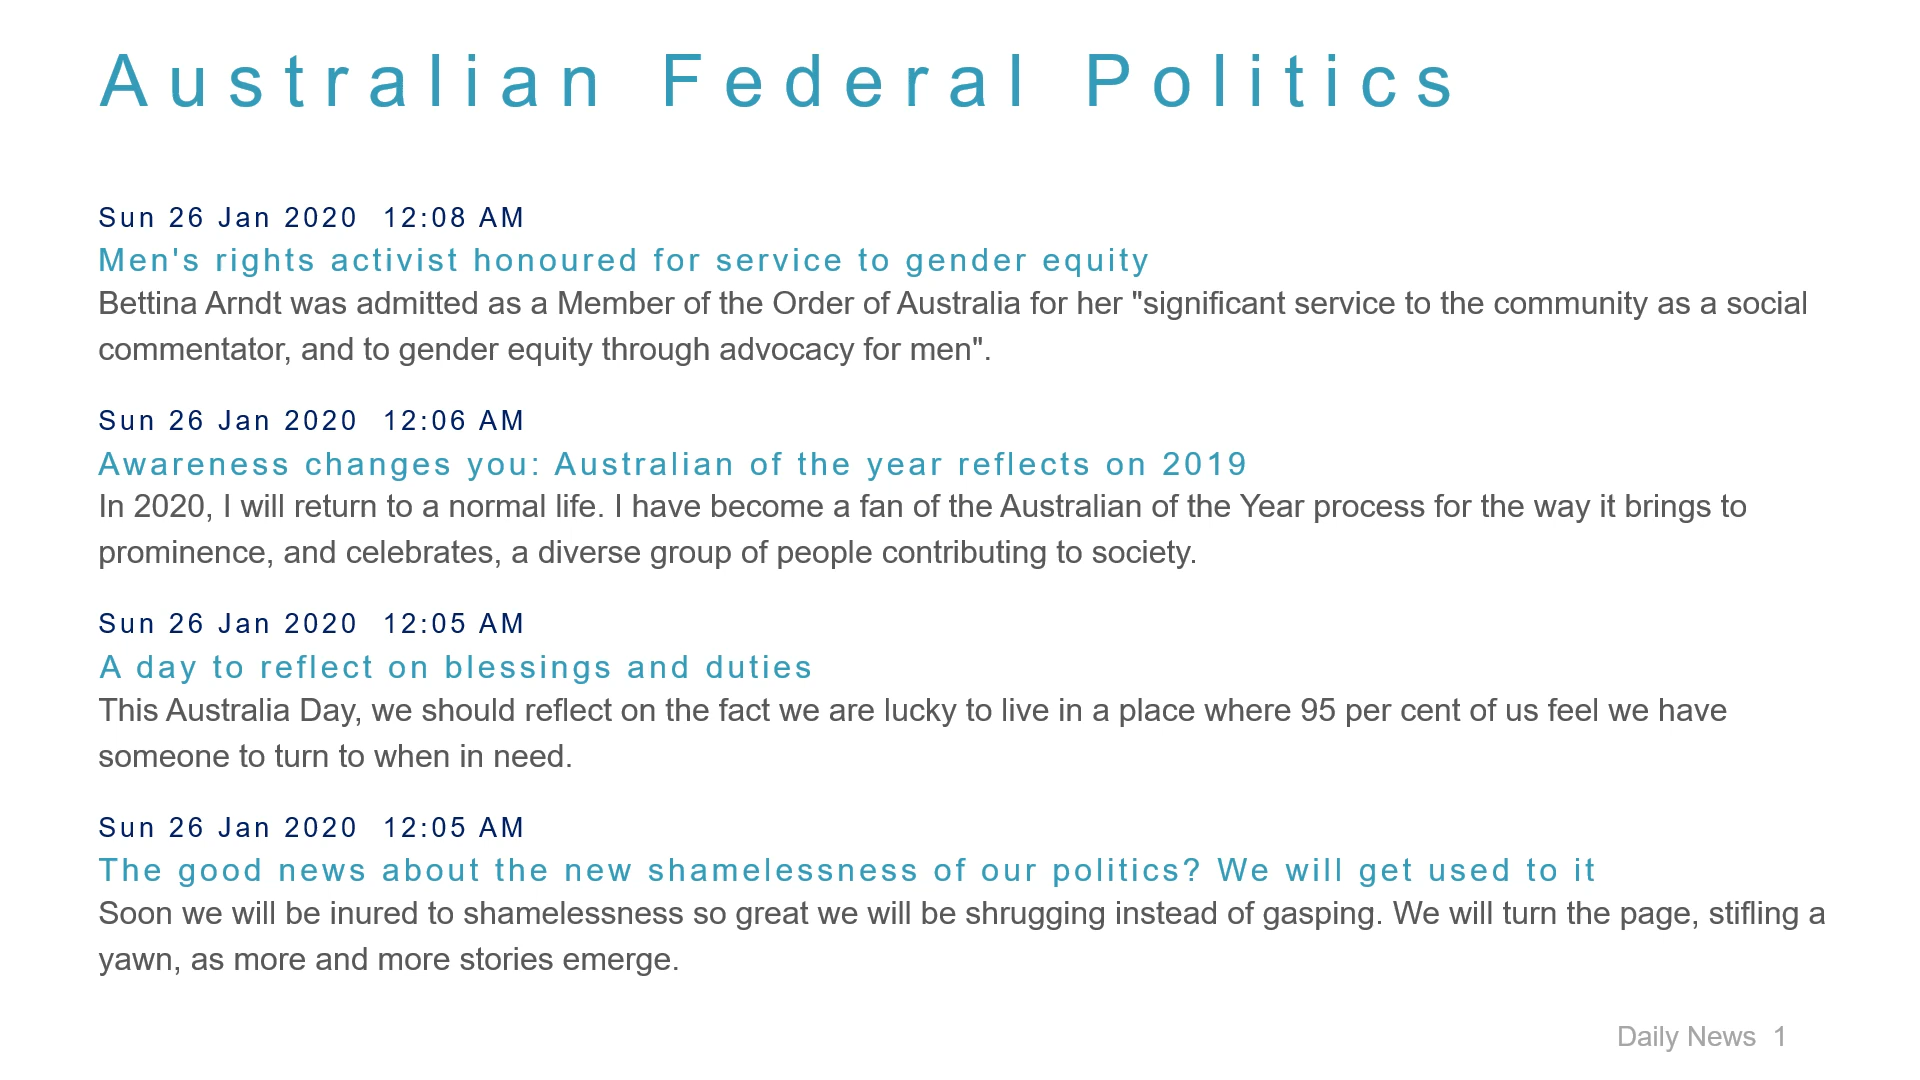 Australian Federal Politics
Sun 26 Jan 2020 12:08 AM
Men's rights activist honoured for service to gender equity
Bettina Arndt was admitted as a Member of the Order of Australia for her "significant service to the community as a social
commentator, and to gender equity through advocacy for men".
Sun 26 Jan 2020 12:06 AM
Awareness changes you: Australian of the year reflects on 2019
In 2020, I will return to a normal life. I have become a fan of the Australian of the Year process for the way it brings to
prominence, and celebrates, a diverse group of people contributing to society.
Sun 26 Jan 2020 12:05 AM
A day to reflect on blessings and duties
This Australia Day, we should reflect on the fact we are lucky to live in a place where 95 per cent of us feel we have
someone to turn to when in need.
Sun 26 Jan 2020 12:05 AM
The good news about the new shamelessness of our politics? We will get used to it
Soon we will be inured to shamelessness so great we will be shrugging instead of gasping. We will turn the page, stifling a
yawn, as more and more stories emerge.
Daily News 1